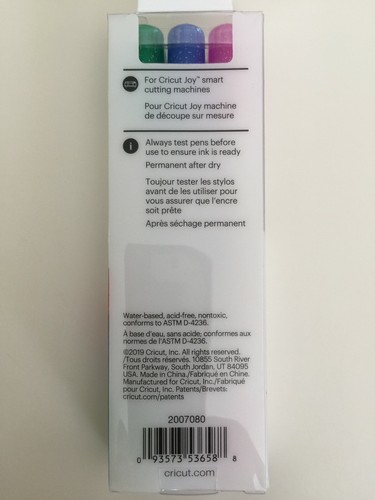 For Cricut Joy™ smart
cutting machines
Pour Cricut Joy machine
de découpe sur mesure
i
Always test pens before
use to ensure ink is ready
Permanent after dry
Toujour tester les stylos
avant de les utiliser pour
vous assurer que l'encre
soit prête
Après séchage permanent
Water-based, acid-free, nontoxic,
conforms to ASTM D-4236.
À base d'eau, sans acide, conformes aux
normes de l'ASTM D-4236.
©2019 Cricut, Inc. All rights reserved.
/Tous droits réservés. 10855 South River
Front Parkway, South Jordan, UT 84095
USA. Made in China./Fabriqué en Chine.
Manufactured for Cricut, Inc./Fabriqué
pour Cricut, Inc. Patents/Brevets:
cricut.com/patents
2007080
0 93573 53658 8
cricut.com